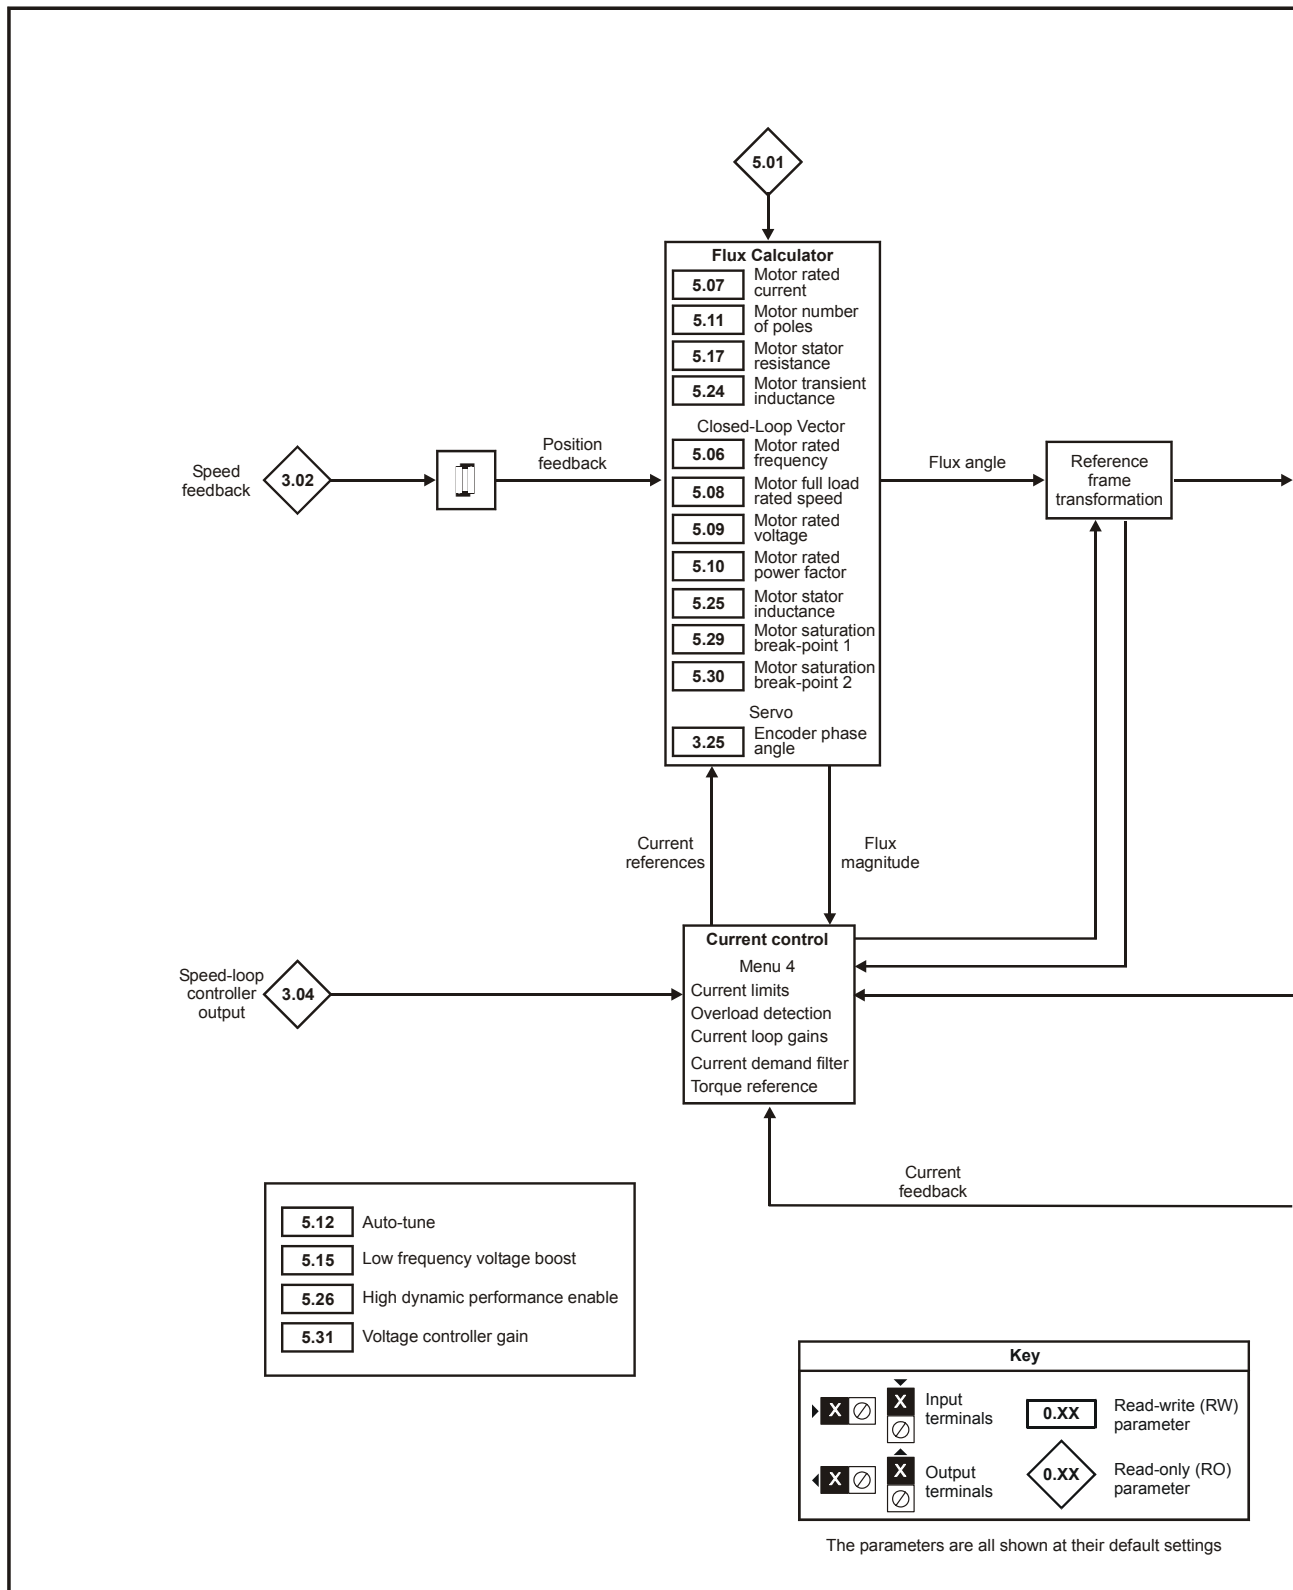 5.01
Flux Calculator
5.07 Motor rated
current
5.11 Motor number
of poles
5.17 Motor stator
resistance
5.24 Motor transient
inductance
Closed-Loop Vector
5.06 Motor rated
frequency
5.08 Motor full load
rated speed
5.09 Motor rated
voltage
5.10 Motor rated
power factor
5.25 Motor stator
inductance
5.29 Motor saturation
break-point 1
5.30 Motor saturation
break-point 2
Servo
3.25 Encoder phase
angle
Speed
feedback
3.02
Position
feedback
Flux angle
Reference
frame
transformation
Current
references
Flux
magnitude
Speed-loop
controller
output
3.04
Current control
Menu 4
Current limits
Overload detection
Current loop gains
Current demand filter
Torque reference
Current
feedback
5.12 Auto-tune
5.15 Low frequency voltage boost
5.26 High dynamic performance enable
5.31 Voltage controller gain
Key
X X Input
terminals
0.XX Read-write (RW)
parameter
X X Output
terminals
0.XX Read-only (RO)
parameter
The parameters are all shown at their default settings